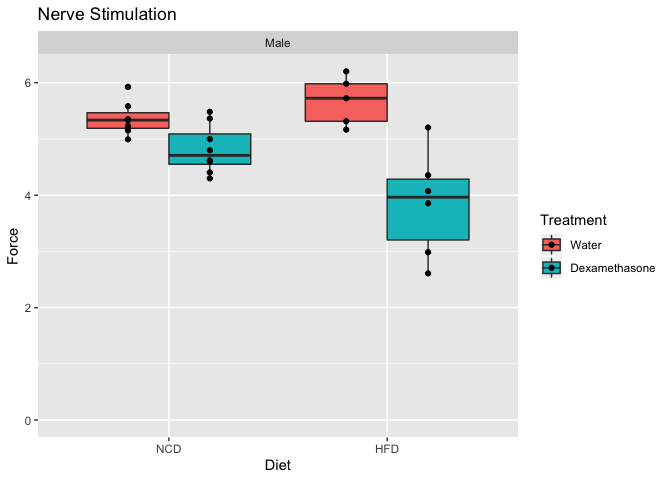 Nerve Stimulation
Male
6
4
2
0
Force
NCD
HFD
Diet
Treatment
Water
Dexamethasone